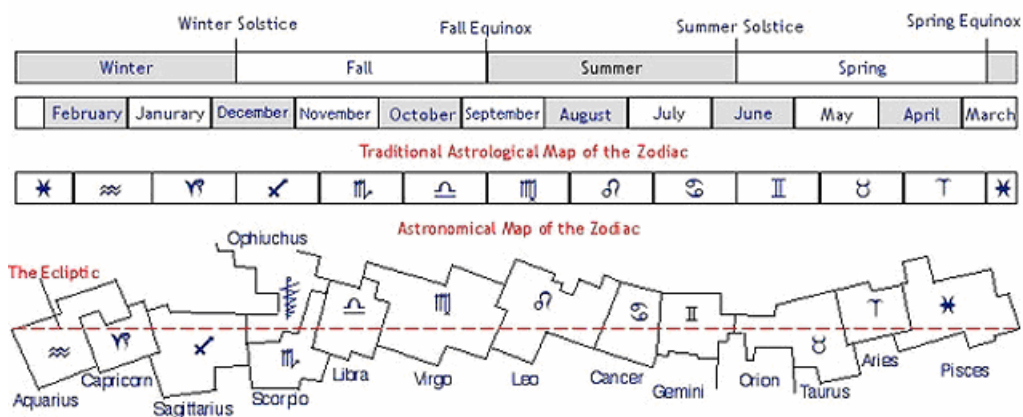 Winter Solstice Fall Equinox Summer Solstice Spring Equinox
Winter Fall Summer Spring
February Janurary December November October September August July June May April March
Traditional Astrological Map of the Zodiac
♓ ♒ ♑ ♐ ♏ ♎ ♍ ♌ ♋ ♊ ♉ ♈ ♓
Astronomical Map of the Zodiac
Ophiuchus
The Ecliptic
♒ ♑ ♐ ♏ ♎ ♍ ♌ ♋ ♊ ♉ ♈ ♓
Aquarius Capricorn Sagittarius Scorpio Libra Virgo Leo Cancer Gemini Orion Taurus Aries Pisces